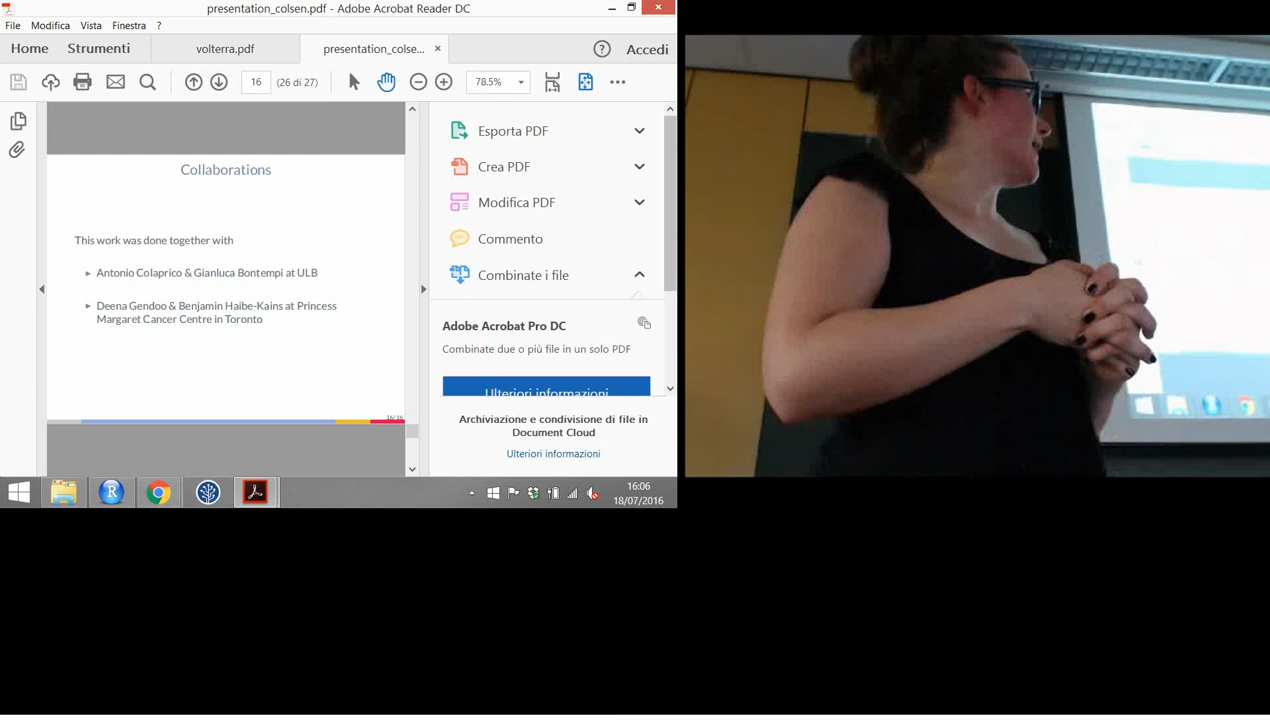 presentation_colsen.pdf - Adobe Acrobat Reader DC
File Modifica Vista Finestra ?
Home Strumenti volterra.pdf presentation_colse... × Accedi
16 (26 di 27) 78.5%
Collaborations
This work was done together with
Antonio Colaprico & Gianluca Bontempi at ULB
Deena Gendoo & Benjamin Haibe-Kains at Princess
Margaret Cancer Centre in Toronto
16/16
Esporta PDF
Crea PDF
Modifica PDF
Commento
Combinate i file
Adobe Acrobat Pro DC
Combinate due o più file in un solo PDF
Ulteriori informazioni
Archiviazione e condivisione di file in
Document Cloud
Ulteriori informazioni
16:06
18/07/2016